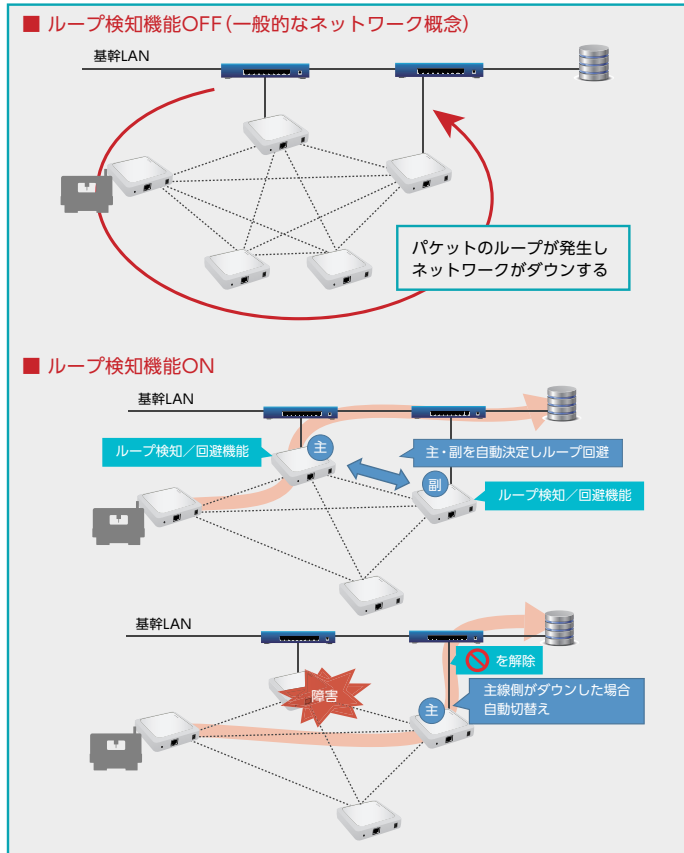 ■ ループ検知機能OFF(一般的なネットワーク概念)
基幹LAN
パケットのループが発生し
ネットワークがダウンする
■ ループ検知機能ON
基幹LAN
ループ検知/回避機能
主
主・副を自動決定しループ回避
副
ループ検知/回避機能
基幹LAN
を解除
障害
主
主線側がダウンした場合
自動切替え